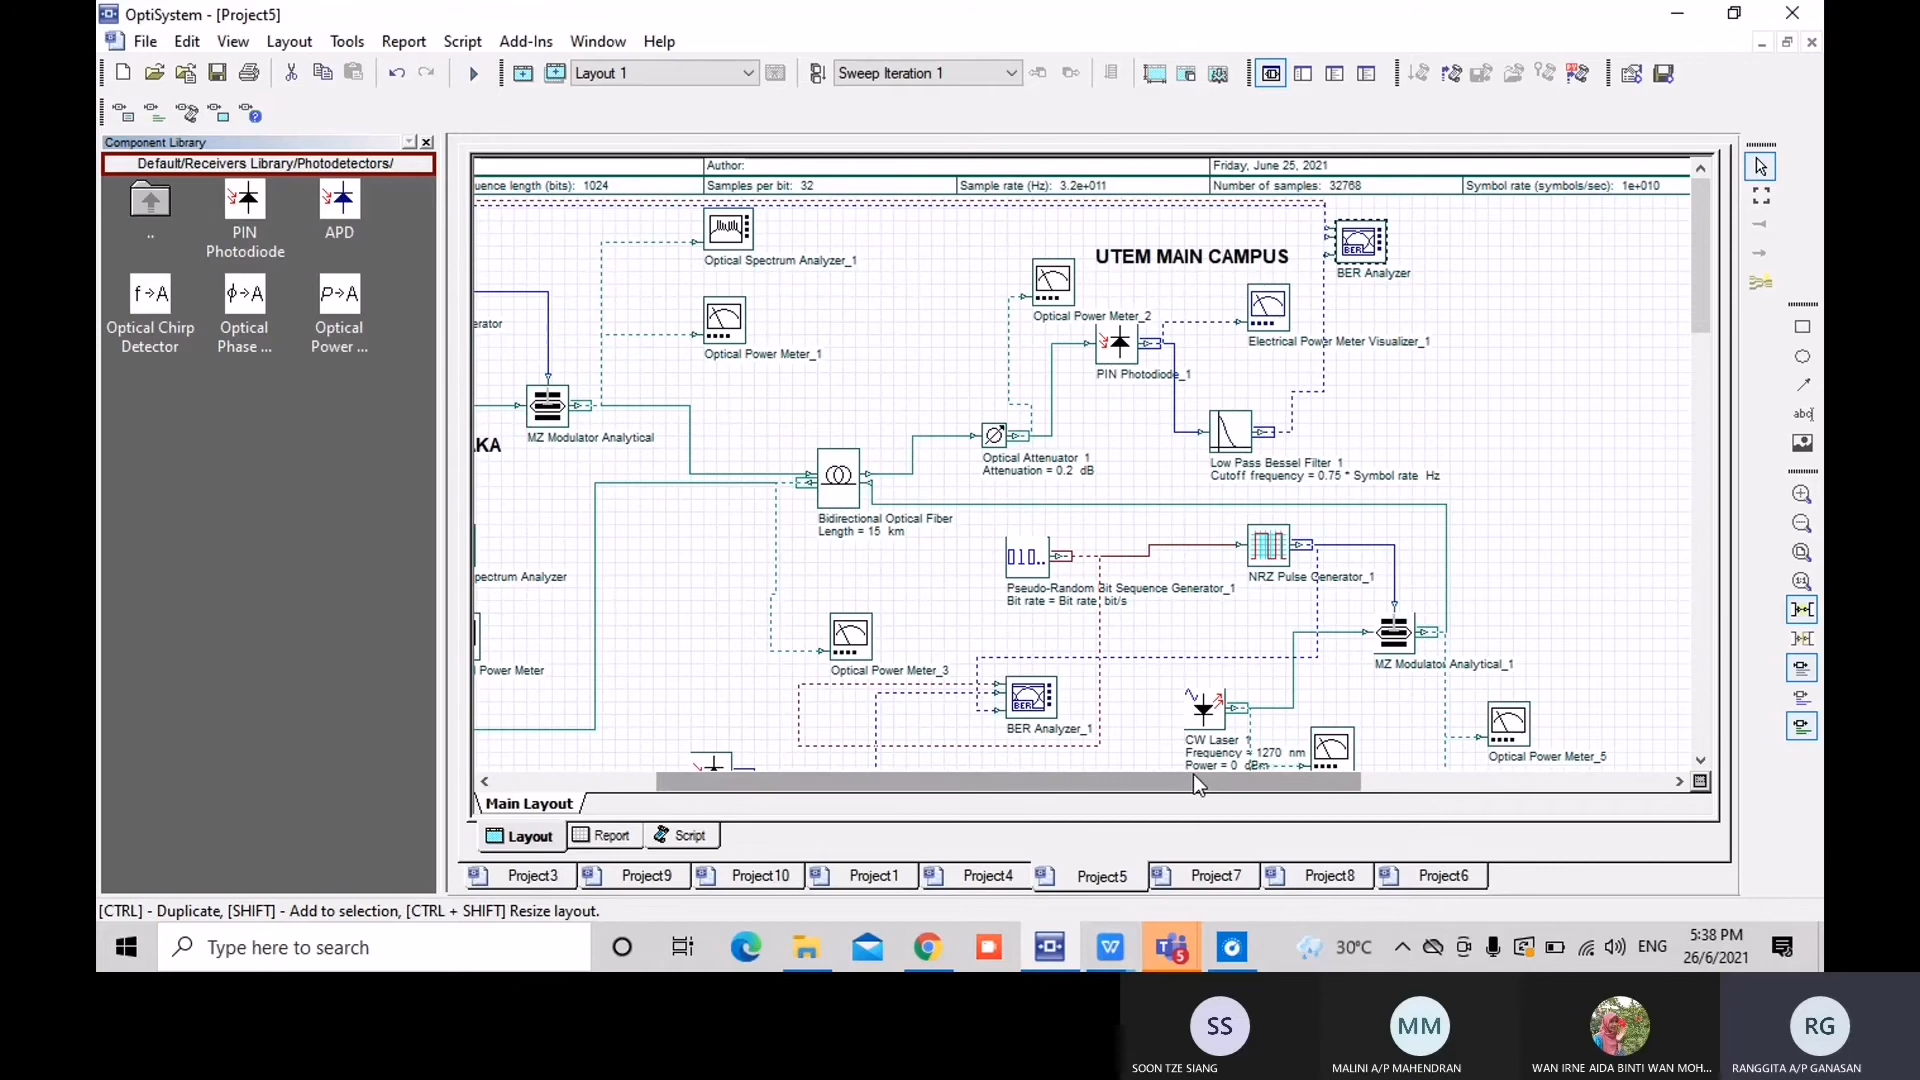 OptiSystem - [Project5]
File Edit View Layout Tools Report Script Add-Ins Window Help
Layout 1
Sweep Iteration 1
Component Library
Default/Receivers Library/Photodetectors/
..
PIN Photodiode
APD
f->A
ϕ->A
P->A
Optical Chirp Detector
Optical Phase ...
Optical Power ...
Author:
Friday, June 25, 2021
uence length (bits): 1024
Samples per bit: 32
Sample rate (Hz): 3.2e+011
Number of samples: 32768
Symbol rate (symbols/sec): 1e+010
Optical Spectrum Analyzer_1
UTEM MAIN CAMPUS
BER
BER Analyzer
Optical Power Meter_2
erator
Optical Power Meter_1
Electrical Power Meter Visualizer_1
PIN Photodiode_1
MZ Modulator Analytical
KA
Optical Attenuator_1
Attenuation = 0.2 dB
Low Pass Bessel Filter_1
Cutoff frequency = 0.75 * Symbol rate Hz
Bidirectional Optical Fiber
Length = 15 km
010..
pectrum Analyzer
Pseudo-Random Bit Sequence Generator_1
Bit rate = Bit rate bit/s
NRZ Pulse Generator_1
Power Meter
Optical Power Meter_3
MZ Modulator Analytical_1
BER
BER Analyzer_1
CW Laser_1
Frequency = 1270 nm
Power = 0 dBm
Optical Power Meter_5
Main Layout
Layout Report Script
Project3 Project9 Project10 Project1 Project4 Project5 Project7 Project8 Project6
[CTRL] - Duplicate, [SHIFT] - Add to selection, [CTRL + SHIFT] Resize layout.
Type here to search
5
30°C
ENG
5:38 PM
26/6/2021
SS
MM
RG
SOON TZE SIANG
MALINI A/P MAHENDRAN
WAN IRNE AIDA BINTI WAN MOH...
RANGGITA A/P GANASAN